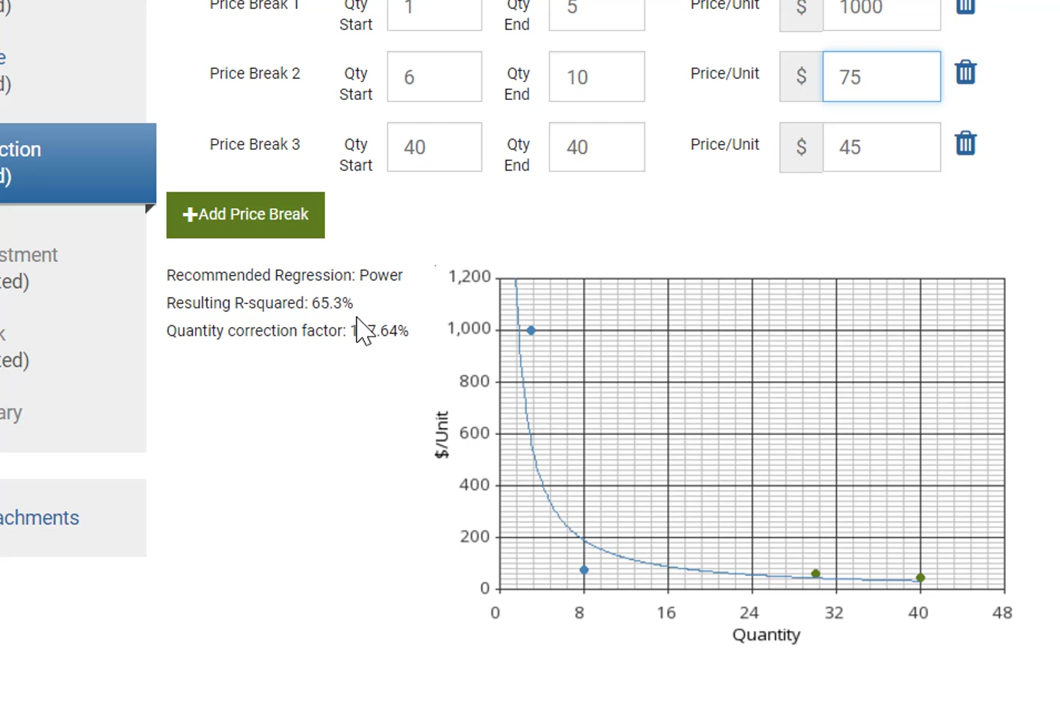 d)
Price Break 1 Qty Start 1 Qty End 5 Price/Unit $ 1000
e
d)
Price Break 2 Qty Start 6 Qty End 10 Price/Unit $ 75
ction
d)
Price Break 3 Qty Start 40 Qty End 40 Price/Unit $ 45
+Add Price Break
stment
ed)
Recommended Regression: Power
Resulting R-squared: 65.3%
Quantity correction factor:
k
ed)
ary
achments
$/Unit
1,200
1,000
800
600
400
200
0
0 8 16 24 32 40 48
Quantity